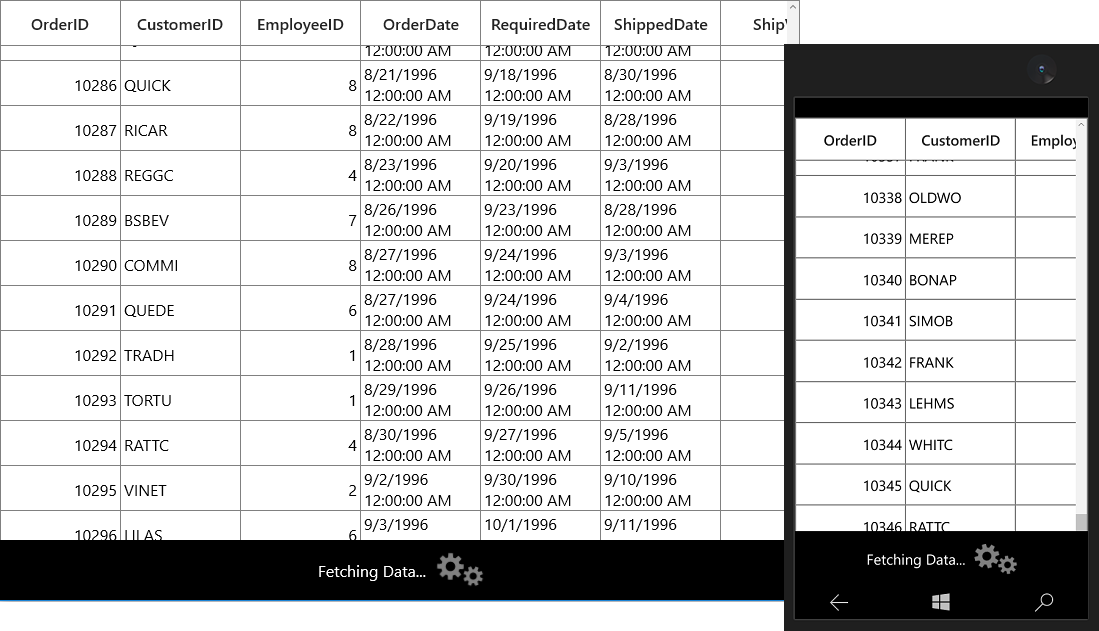 OrderID CustomerID EmployeeID OrderDate RequiredDate ShippedDate Ship
12:00:00 AM 12:00:00 AM 12:00:00 AM
10286 QUICK 8 8/21/1996 12:00:00 AM 9/18/1996 12:00:00 AM 8/30/1996 12:00:00 AM
10287 RICAR 8 8/22/1996 12:00:00 AM 9/19/1996 12:00:00 AM 8/28/1996 12:00:00 AM
10288 REGGC 4 8/23/1996 12:00:00 AM 9/20/1996 12:00:00 AM 9/3/1996 12:00:00 AM
10289 BSBEV 7 8/26/1996 12:00:00 AM 9/23/1996 12:00:00 AM 8/28/1996 12:00:00 AM
10290 COMMI 8 8/27/1996 12:00:00 AM 9/24/1996 12:00:00 AM 9/3/1996 12:00:00 AM
10291 QUEDE 6 8/27/1996 12:00:00 AM 9/24/1996 12:00:00 AM 9/4/1996 12:00:00 AM
10292 TRADH 1 8/28/1996 12:00:00 AM 9/25/1996 12:00:00 AM 9/2/1996 12:00:00 AM
10293 TORTU 1 8/29/1996 12:00:00 AM 9/26/1996 12:00:00 AM 9/11/1996 12:00:00 AM
10294 RATTC 4 8/30/1996 12:00:00 AM 9/27/1996 12:00:00 AM 9/5/1996 12:00:00 AM
10295 VINET 2 9/2/1996 12:00:00 AM 9/30/1996 12:00:00 AM 9/10/1996 12:00:00 AM
10296 LILAS 6 9/3/1996 10/1/1996 9/11/1996
Fetching Data...
OrderID CustomerID Employ
10338 OLDWO
10339 MEREP
10340 BONAP
10341 SIMOB
10342 FRANK
10343 LEHMS
10344 WHITC
10345 QUICK
10346 RATTC
Fetching Data...